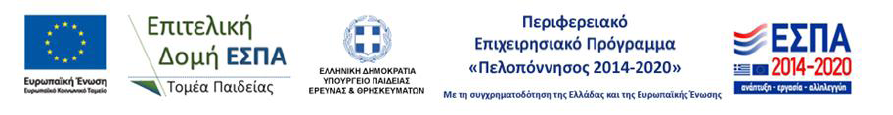 Ευρωπαϊκή Ένωση
Ευρωπαϊκό Κοινωνικό Ταμείο
Επιτελική
Δομή ΕΣΠΑ
Τομέα Παιδείας
ΕΛΛΗΝΙΚΗ ΔΗΜΟΚΡΑΤΙΑ
ΥΠΟΥΡΓΕΙΟ ΠΑΙΔΕΙΑΣ
ΕΡΕΥΝΑΣ & ΘΡΗΣΚΕΥΜΑΤΩΝ
Περιφερειακό
Επιχειρησιακό Πρόγραμμα
«Πελοπόννησος 2014-2020»
Με τη συγχρηματοδότηση της Ελλάδας και της Ευρωπαϊκής Ένωσης
ΕΣΠΑ
2014-2020
ανάπτυξη - εργασία - αλληλεγγύη